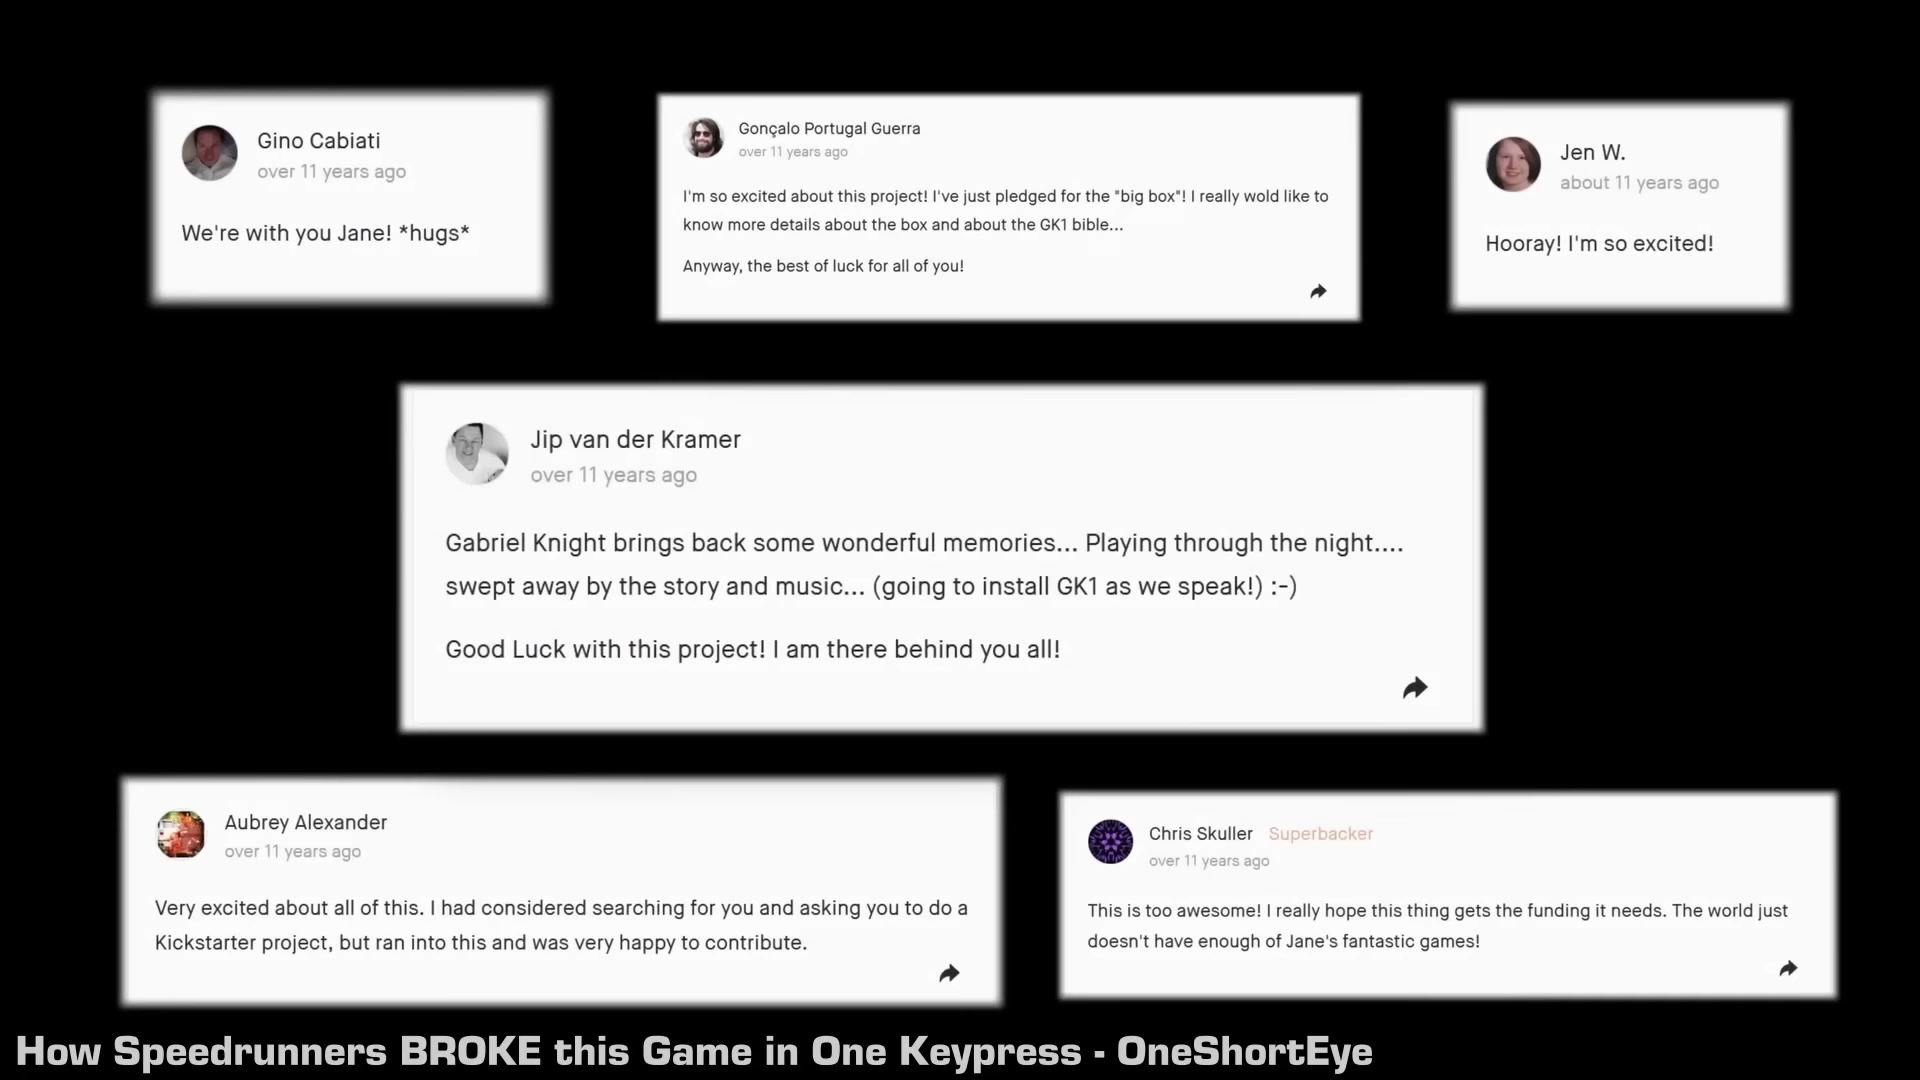 Gino Cabiati
over 11 years ago
We're with you Jane! *hugs*
Gonçalo Portugal Guerra
over 11 years ago
I'm so excited about this project! I've just pledged for the "big box"! I really wold like to
know more details about the box and about the GK1 bible...
Anyway, the best of luck for all of you!
Jen W.
about 11 years ago
Hooray! I'm so excited!
Jip van der Kramer
over 11 years ago
Gabriel Knight brings back some wonderful memories... Playing through the night....
swept away by the story and music... (going to install GK1 as we speak!) :-)
Good Luck with this project! I am there behind you all!
Aubrey Alexander
over 11 years ago
Very excited about all of this. I had considered searching for you and asking you to do a
Kickstarter project, but ran into this and was very happy to contribute.
Chris Skuller Superbacker
over 11 years ago
This is too awesome! I really hope this thing gets the funding it needs. The world just
doesn't have enough of Jane's fantastic games!
How Speedrunners BROKE this Game in One Keypress - OneShortEye